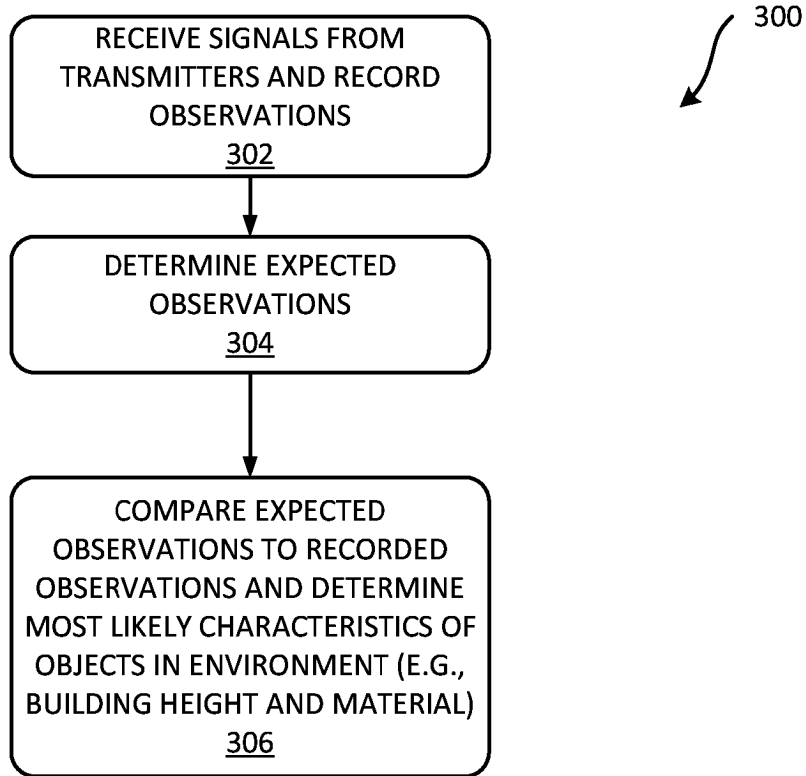 300
RECEIVE SIGNALS FROM
TRANSMITTERS AND RECORD
OBSERVATIONS
302
DETERMINE EXPECTED
OBSERVATIONS
304
COMPARE EXPECTED
OBSERVATIONS TO RECORDED
OBSERVATIONS AND DETERMINE
MOST LIKELY CHARACTERISTICS OF
OBJECTS IN ENVIRONMENT (E.G.,
BUILDING HEIGHT AND MATERIAL)
306